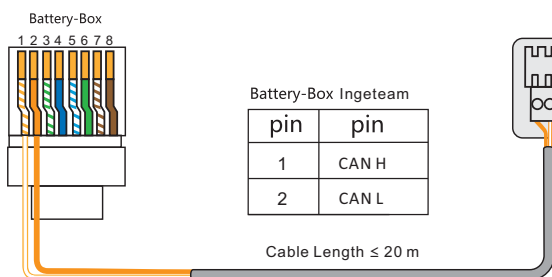 Battery-Box
1 2 3 4 5 6 7 8
Battery-Box Ingeteam
pin pin
1 CAN H
2 CAN L
Cable Length ≤ 20 m